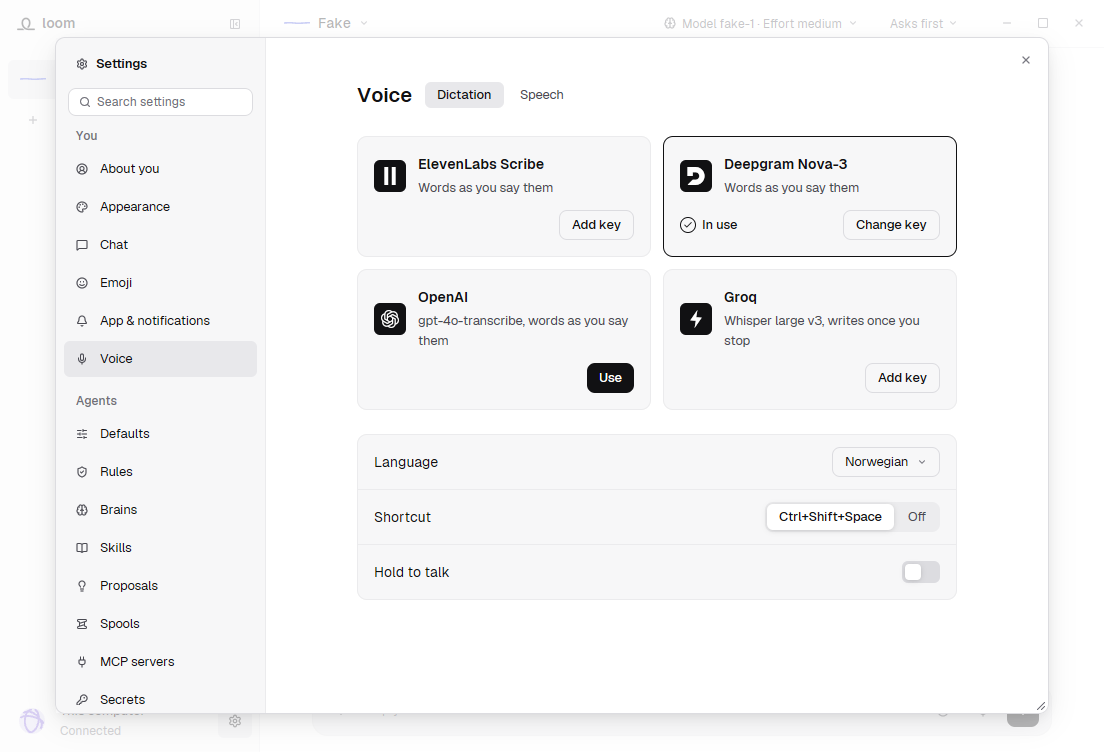 loom
Fake
Model fake-1 · Effort medium
Asks first
Settings
Search settings
You
About you
Appearance
Chat
Emoji
App & notifications
Voice
Agents
Defaults
Rules
Brains
Skills
Proposals
Spools
MCP servers
Secrets
Connected
Voice
Dictation
Speech
ElevenLabs Scribe
Words as you say them
Add key
Deepgram Nova-3
Words as you say them
In use
Change key
OpenAI
gpt-4o-transcribe, words as you say
them
Use
Groq
Whisper large v3, writes once you
stop
Add key
Language
Norwegian
Shortcut
Ctrl+Shift+Space
Off
Hold to talk